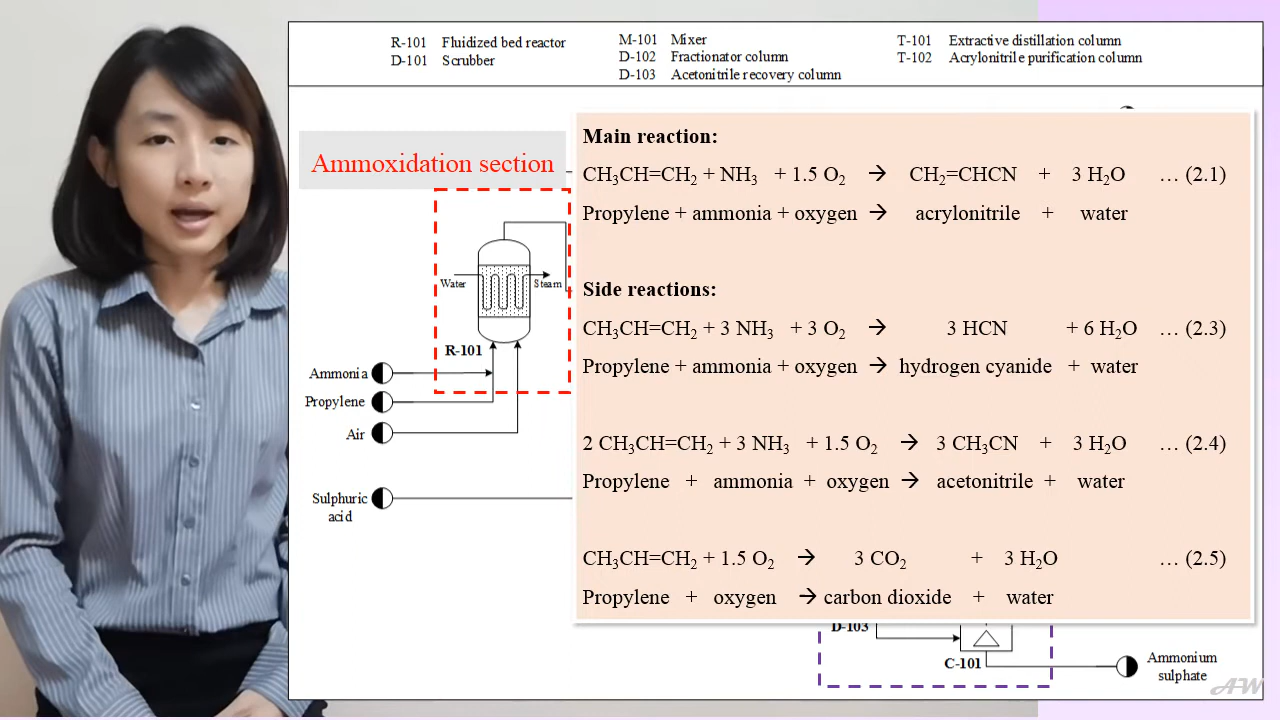 R-101 Fluidized bed reactor
D-101 Scrubber
M-101 Mixer
D-102 Fractionator column
D-103 Acetonitrile recovery column
T-101 Extractive distillation column
T-102 Acrylonitrile purification column
Ammoxidation section
Water
Steam
R-101
Ammonia
Propylene
Air
Sulphuric
acid
Main reaction:
CH₃CH=CH₂ + NH₃ + 1.5 O₂ → CH₂=CHCN + 3 H₂O … (2.1)
Propylene + ammonia + oxygen → acrylonitrile + water
Side reactions:
CH₃CH=CH₂ + 3 NH₃ + 3 O₂ → 3 HCN + 6 H₂O … (2.3)
Propylene + ammonia + oxygen → hydrogen cyanide + water
2 CH₃CH=CH₂ + 3 NH₃ + 1.5 O₂ → 3 CH₃CN + 3 H₂O … (2.4)
Propylene + ammonia + oxygen → acetonitrile + water
CH₃CH=CH₂ + 1.5 O₂ → 3 CO₂ + 3 H₂O … (2.5)
Propylene + oxygen → carbon dioxide + water
D-103
C-101
Ammonium
sulphate
AW